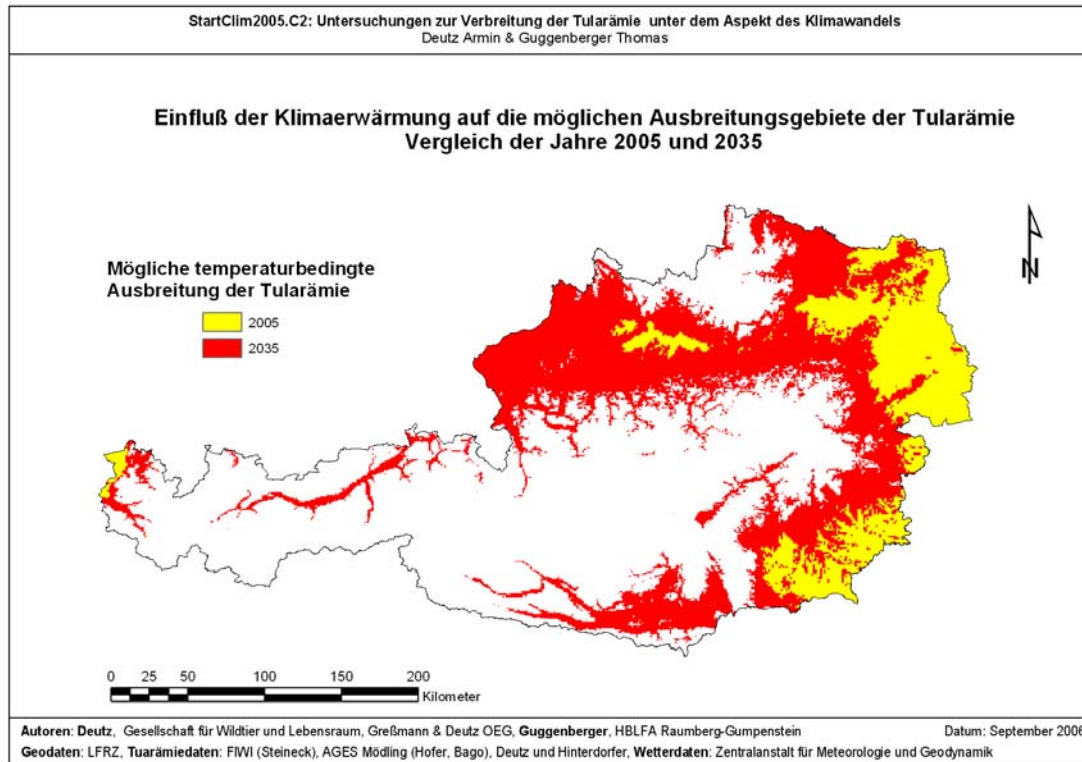 StartClim2005.C2: Untersuchungen zur Verbreitung der Tularämie unter dem Aspekt des Klimawandels
Deutz Armin & Guggenberger Thomas
Einfluß der Klimaerwärmung auf die möglichen Ausbreitungsgebiete der Tularämie
Vergleich der Jahre 2005 und 2035
N
Mögliche temperaturbedingte
Ausbreitung der Tularämie
2005
2035
0 25 50 100 150 200
Kilometer
Autoren: Deutz, Gesellschaft für Wildtier und Lebensraum, Greßmann & Deutz OEG, Guggenberger, HBLFA Raumberg-Gumpenstein Datum: September 2006
Geodaten: LFRZ, Tuarämiedaten: FIWI (Steineck), AGES Mödling (Hofer, Bago), Deutz und Hinterdorfer, Wetterdaten: Zentralanstalt für Meteorologie und Geodynamik